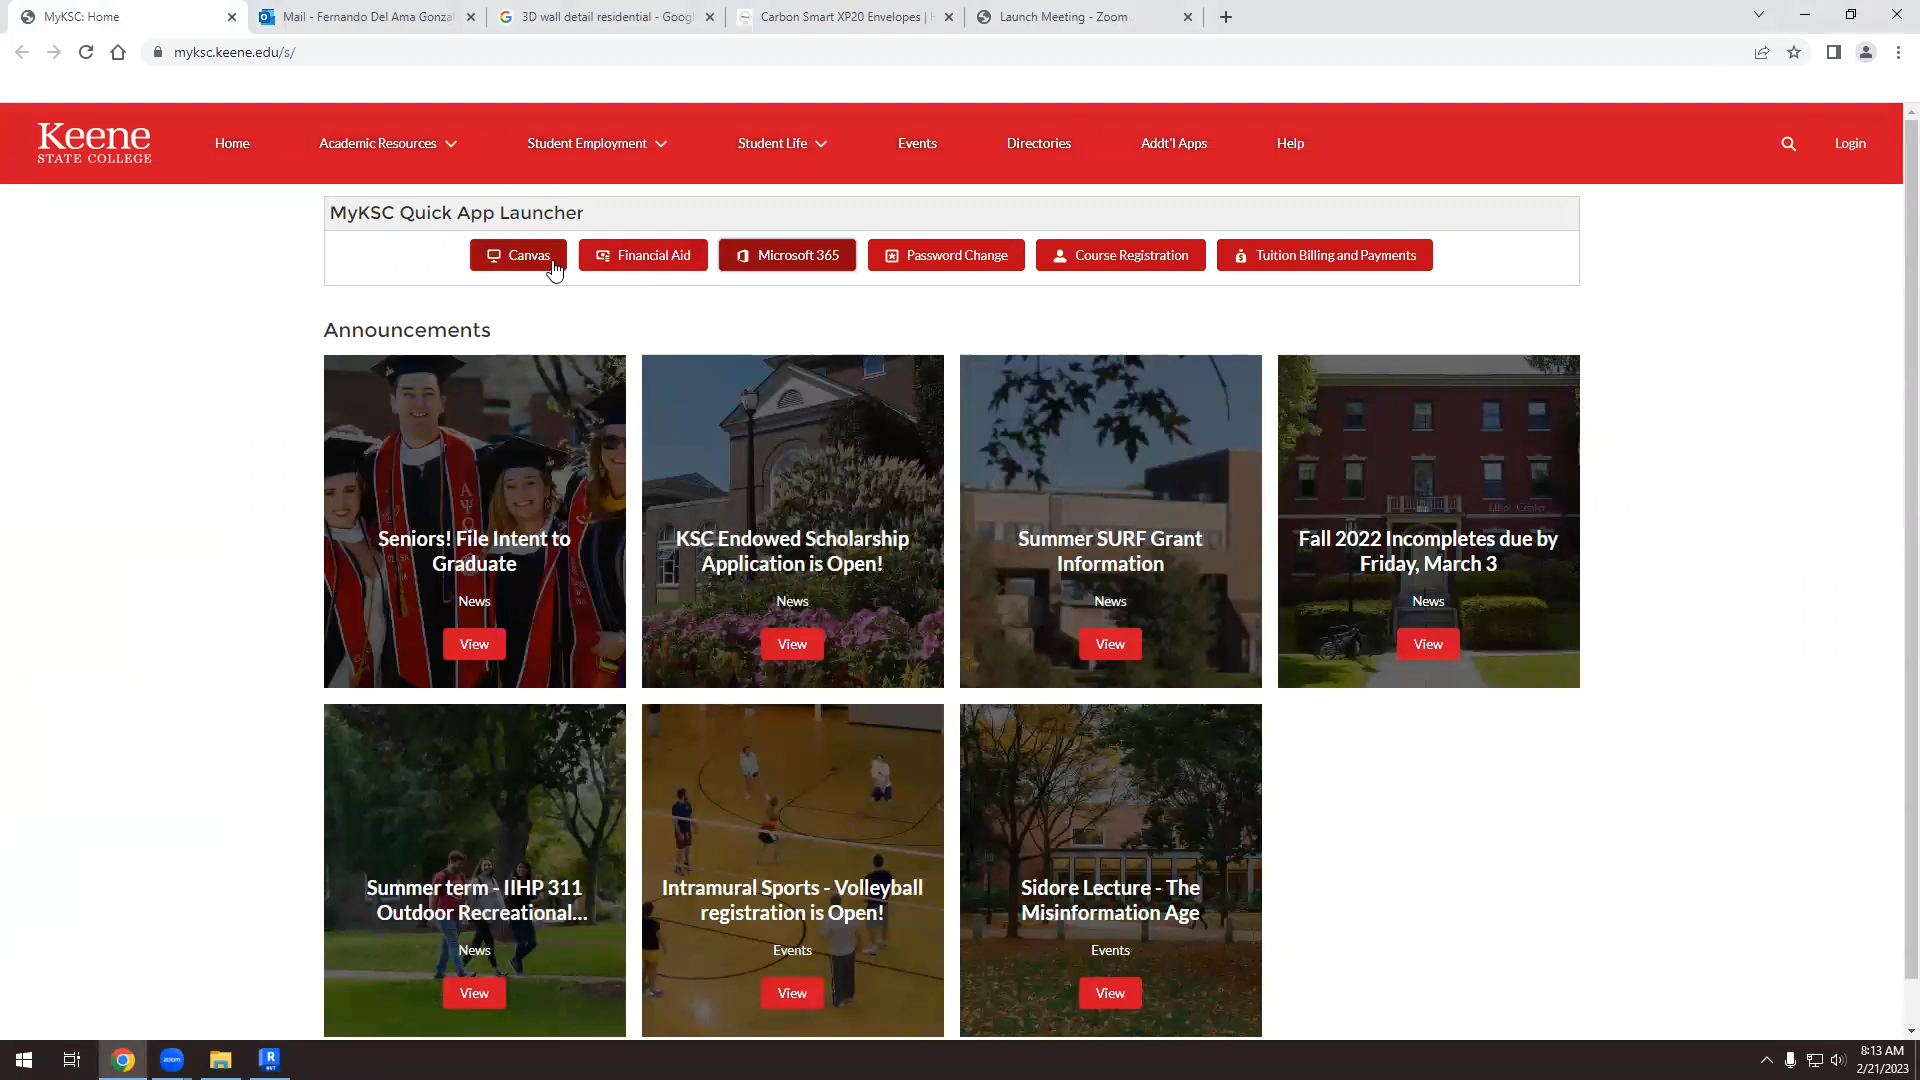 MyKSC: Home
Mail - Fernando Del Ama Gonza
3D wall detail residential - Goog
Carbon Smart XP20 Envelopes |
Launch Meeting - Zoom
myksc.keene.edu/s/
Keene
STATE COLLEGE
Home
Academic Resources
Student Employment
Student Life
Events
Directories
Addt'l Apps
Help
Login
MyKSC Quick App Launcher
Canvas
Financial Aid
Microsoft 365
Password Change
Course Registration
Tuition Billing and Payments
Announcements
Seniors! File Intent to
Graduate
News
View
KSC Endowed Scholarship
Application is Open!
News
View
Summer SURF Grant
Information
News
View
Elliot Center
Fall 2022 Incompletes due by
Friday, March 3
News
View
Summer term - IIHP 311
Outdoor Recreational...
News
View
Intramural Sports - Volleyball
registration is Open!
Events
View
Sidore Lecture - The
Misinformation Age
Events
View
8:13 AM
2/21/2023